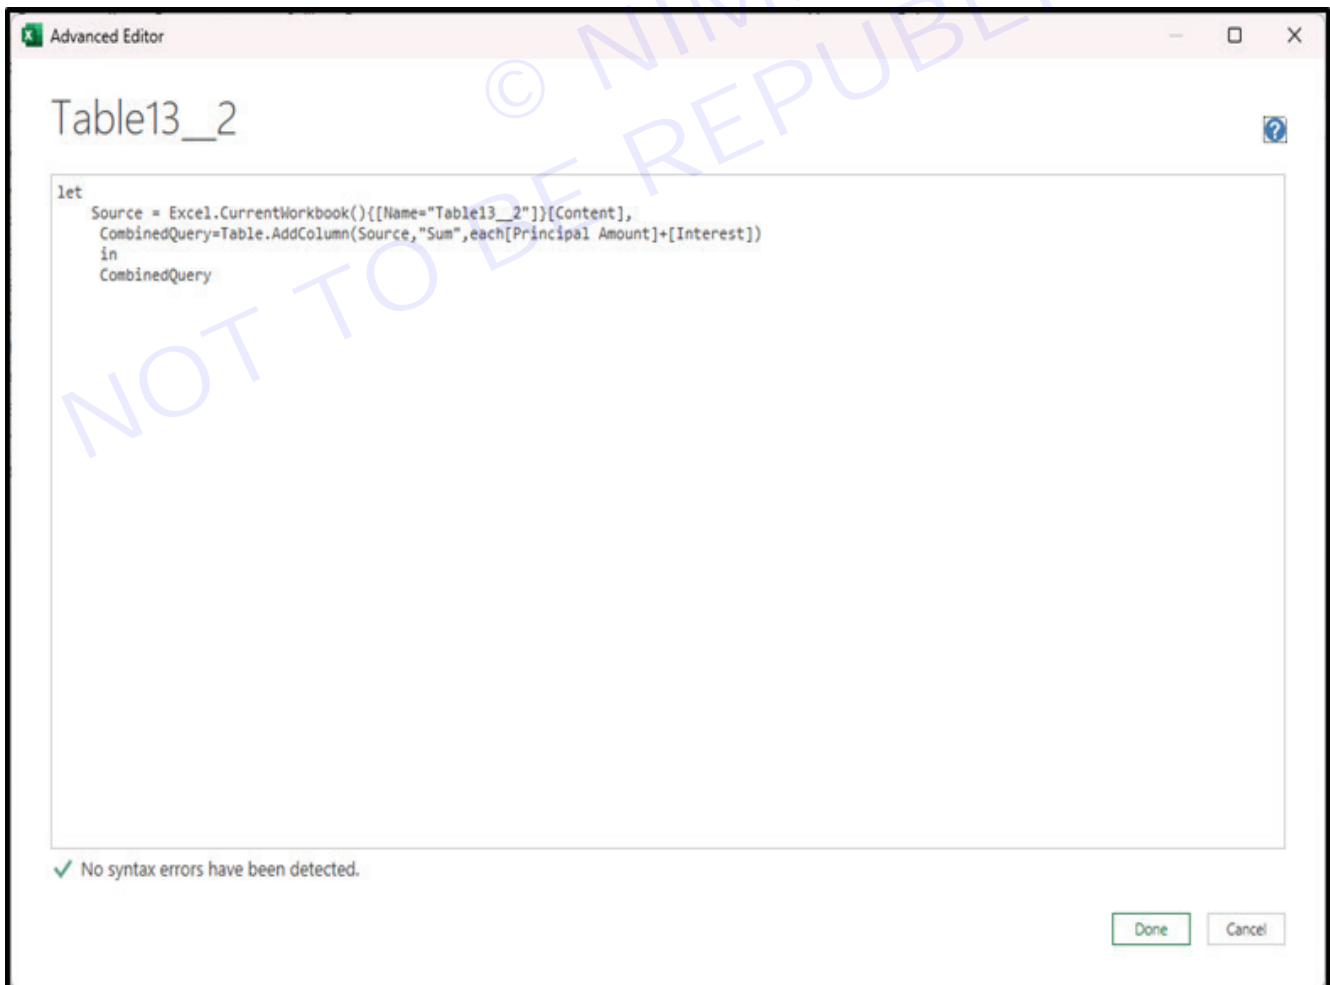 Advanced Editor
© NIM
NOT TO BE REPUBLI
Table13__2
let
Source = Excel.CurrentWorkbook(){[Name="Table13__2"]}[Content],
CombinedQuery=Table.AddColumn(Source,"Sum",each[Principal Amount]+[Interest])
in
CombinedQuery
No syntax errors have been detected.
Done
Cancel